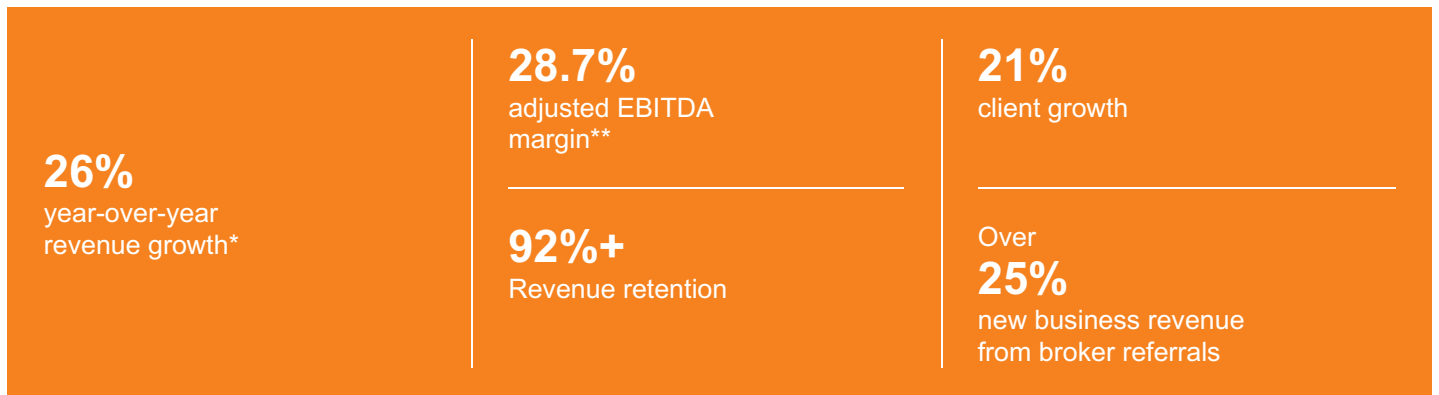 26%
year-over-year
revenue growth*
28.7%
adjusted EBITDA
margin**
92%+
Revenue retention
21%
client growth
Over
25%
new business revenue
from broker referrals